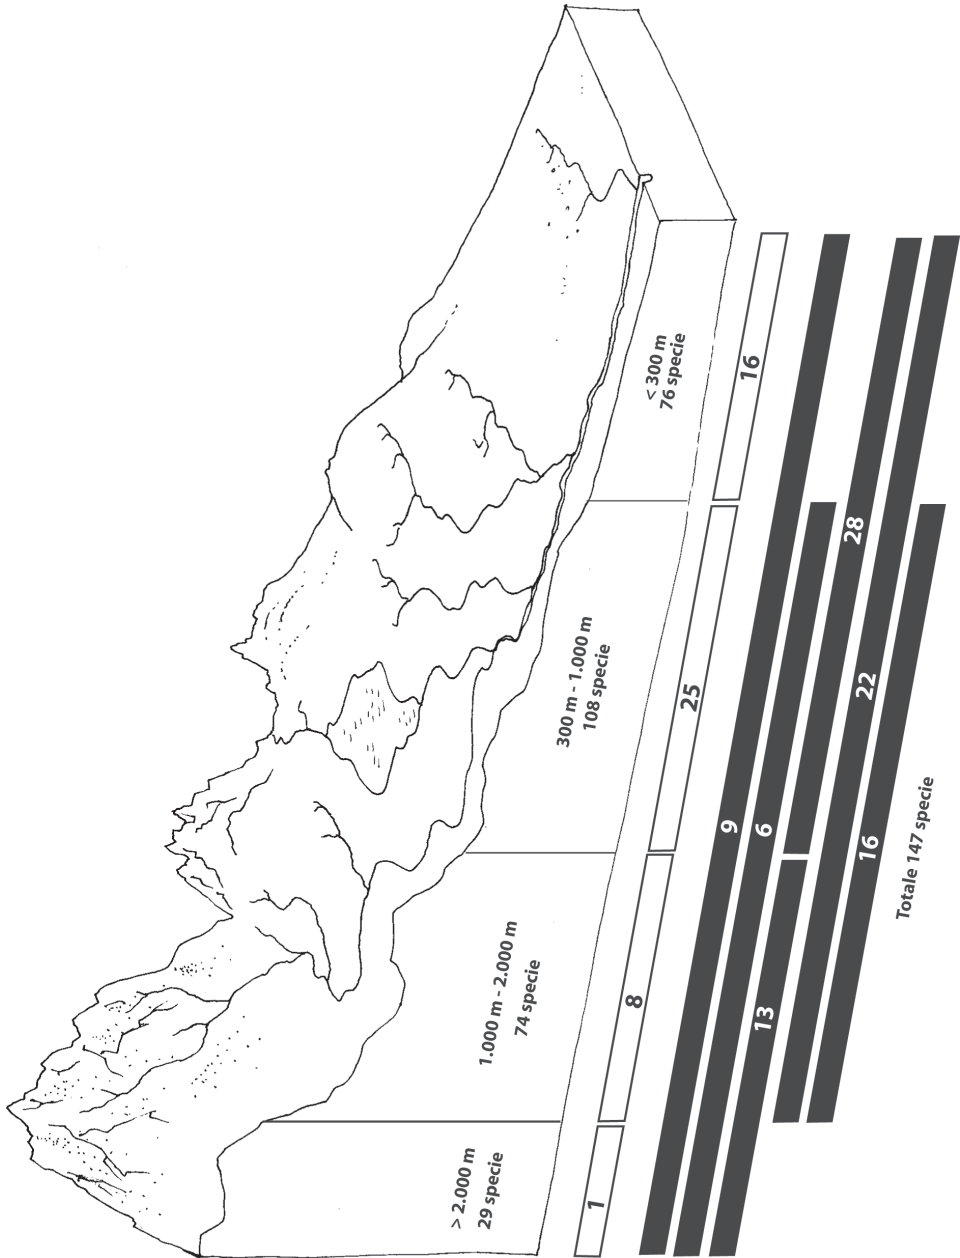 > 2.000 m
29 specie
1.000 m - 2.000 m
74 specie
300 m - 1.000 m
108 specie
< 300 m
76 specie
1
8
25
16
9
6
13
28
22
16
Totale 147 specie